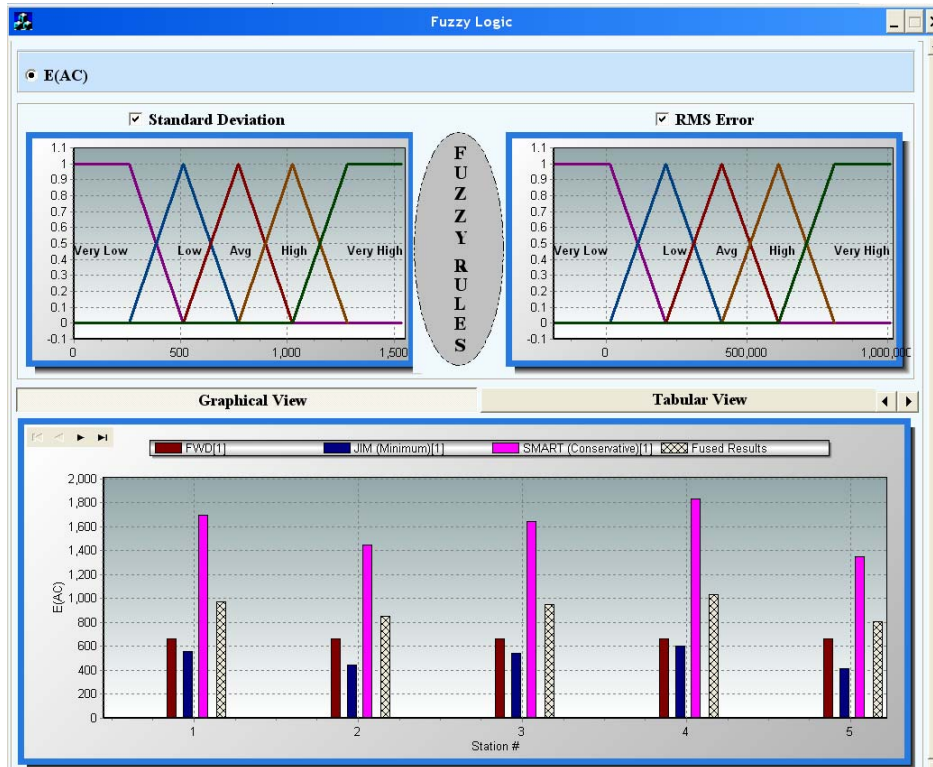 Fuzzy Logic
E(AC)
Standard Deviation
RMS Error
1.1
1
0.9
0.8
0.7
0.6
0.5
0.4
0.3
0.2
0.1
0
-0.1
Very Low Low Avg High Very High
0 500 1,000 1,500
FUZZY RULES
1.1
1
0.9
0.8
0.7
0.6
0.5
0.4
0.3
0.2
0.1
0
-0.1
Very Low Low Avg High Very High
0 500,000 1,000,000
Graphical View
Tabular View
FWD[1] JIM (Minimum)[1] SMART (Conservative)[1] Fused Results
2,000
1,800
1,600
1,400
1,200
1,000
800
600
400
200
0
E(AC)
1 2 3 4 5
Station #